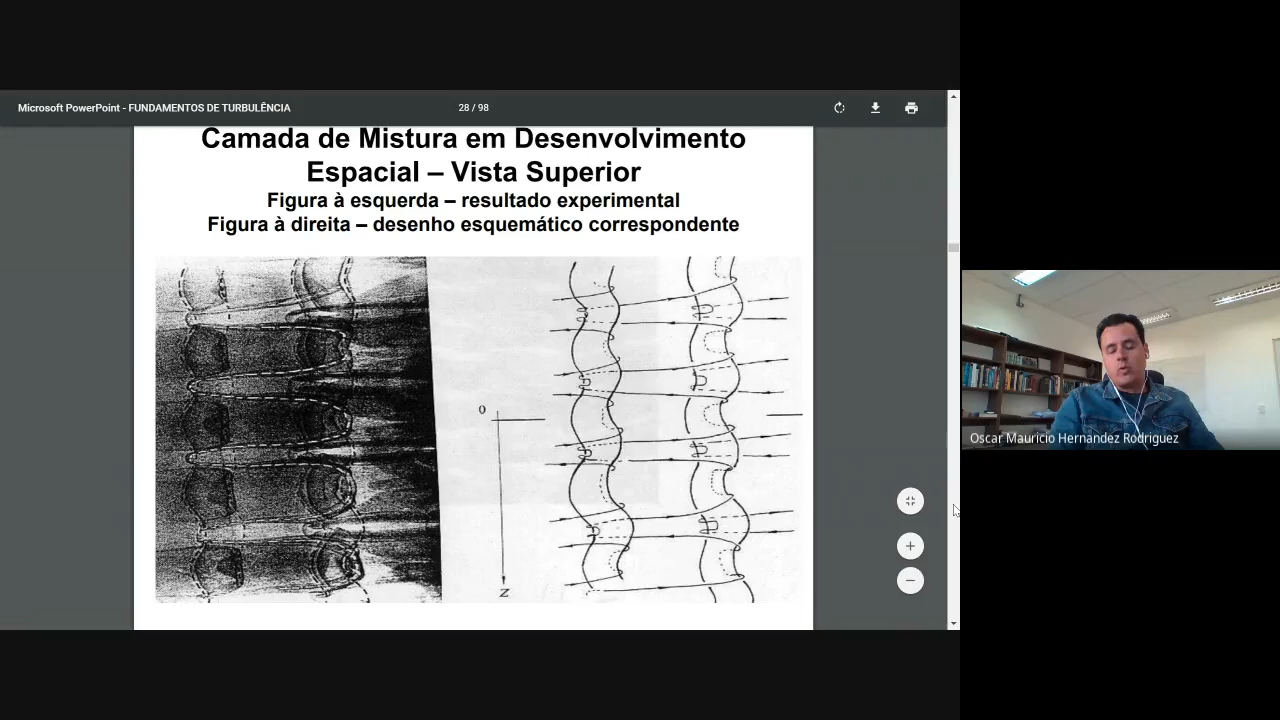 Microsoft PowerPoint - FUNDAMENTOS DE TURBULÊNCIA
28 / 98
Camada de Mistura em Desenvolvimento
Espacial – Vista Superior
Figura à esquerda – resultado experimental
Figura à direita – desenho esquemático correspondente
0
Z
Oscar Mauricio Hernandez Rodriguez